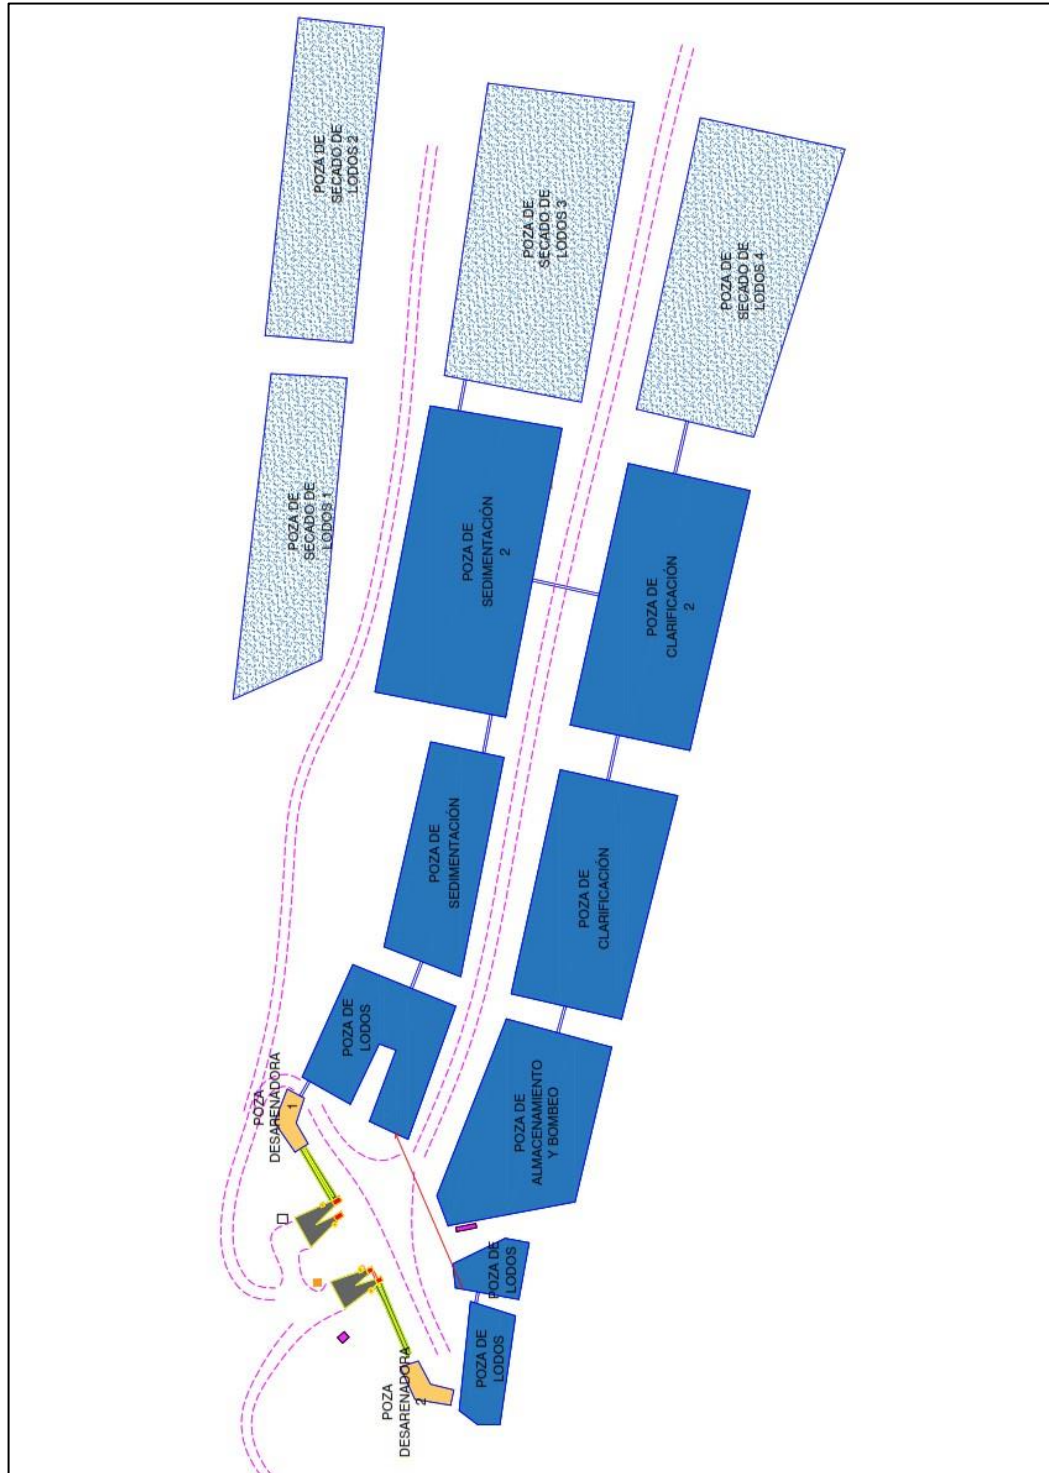 POZA DE
SECADO DE
LODOS 2
POZA DE
SECADO DE
LODOS 3
POZA DE
SECADO DE
LODOS 4
POZA DE
SECADO DE
LODOS 1
POZA DE
SEDIMENTACIÓN
2
POZA DE
CLARIFICACIÓN
2
POZA DE
SEDIMENTACIÓN
POZA DE
CLARIFICACIÓN
POZA DE
LODOS
POZA
DESARENADORA
1
POZA DE
ALMACENAMIENTO
Y BOMBEO
POZA DE
LODOS
POZA DE
LODOS
POZA
DESARENADORA
2